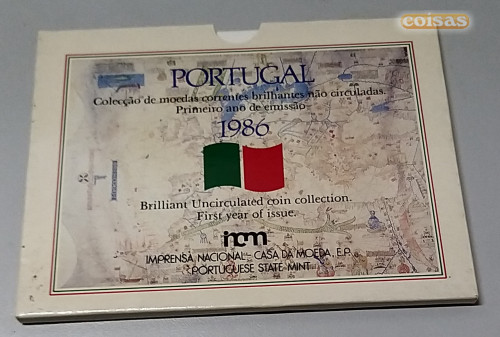 coisas
PORTUGAL
Colecção de moedas correntes brilhantes não circuladas.
Primeiro ano de emissão
1986
Brilliant Uncirculated coin collection.
First year of issue.
incm
IMPRENSA NACIONAL - CASA DA MOEDA, E.P.
PORTUGUESE STATE MINT